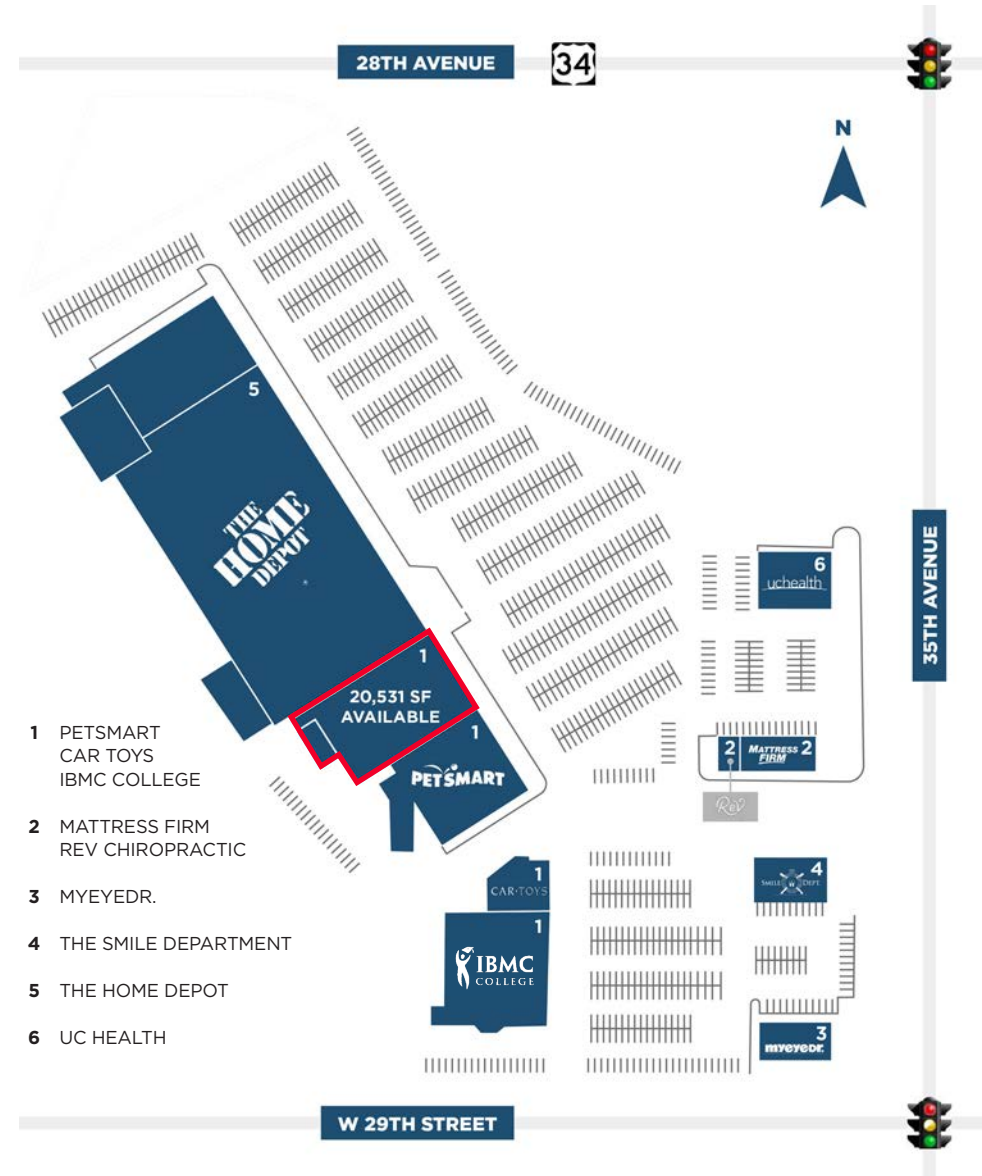 28TH AVENUE
34
N
5
THE
HOME
DEPOT
6
uchealth
35TH AVENUE
1
20,531 SF
AVAILABLE
1
PETSMART
2
MATTRESS
FIRM
2
Rev
1 PETSMART
CAR TOYS
IBMC COLLEGE
2 MATTRESS FIRM
REV CHIROPRACTIC
3 MYEYEDR.
4 THE SMILE DEPARTMENT
5 THE HOME DEPOT
6 UC HEALTH
1
CAR·TOYS
4
SMILE DEPT.
1
IBMC
COLLEGE
3
myeyedr.
W 29TH STREET